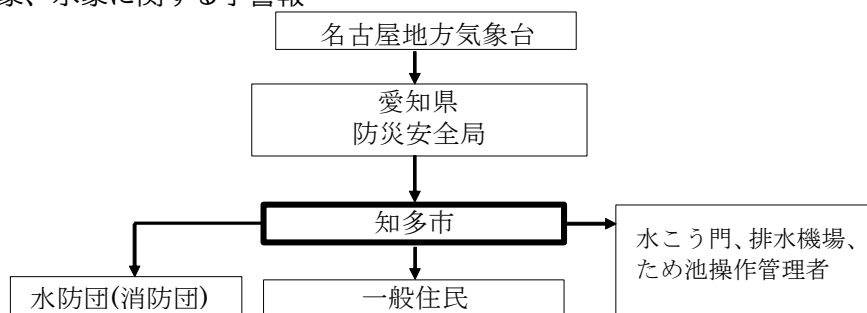 象、水象に関する予警報
名古屋地方気象台
愛知県
防災安全局
知多市
水こう門、排水機場、
ため池操作管理者
水防団(消防団)
一般住民